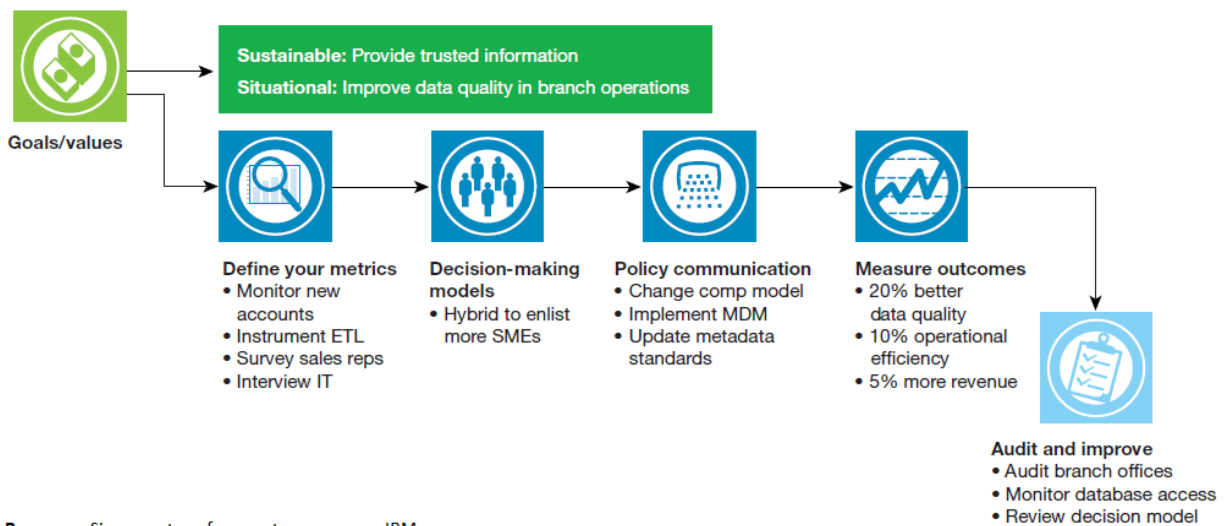 Sustainable: Provide trusted information
Situational: Improve data quality in branch operations
Goals/values
Define your metrics
• Monitor new
accounts
• Instrument ETL
• Survey sales reps
• Interview IT
Decision-making
models
• Hybrid to enlist
more SMEs
Policy communication
• Change comp model
• Implement MDM
• Update metadata
standards
Measure outcomes
• 20% better
data quality
• 10% operational
efficiency
• 5% more revenue
Audit and improve
• Audit branch offices
• Monitor database access
• Review decision model